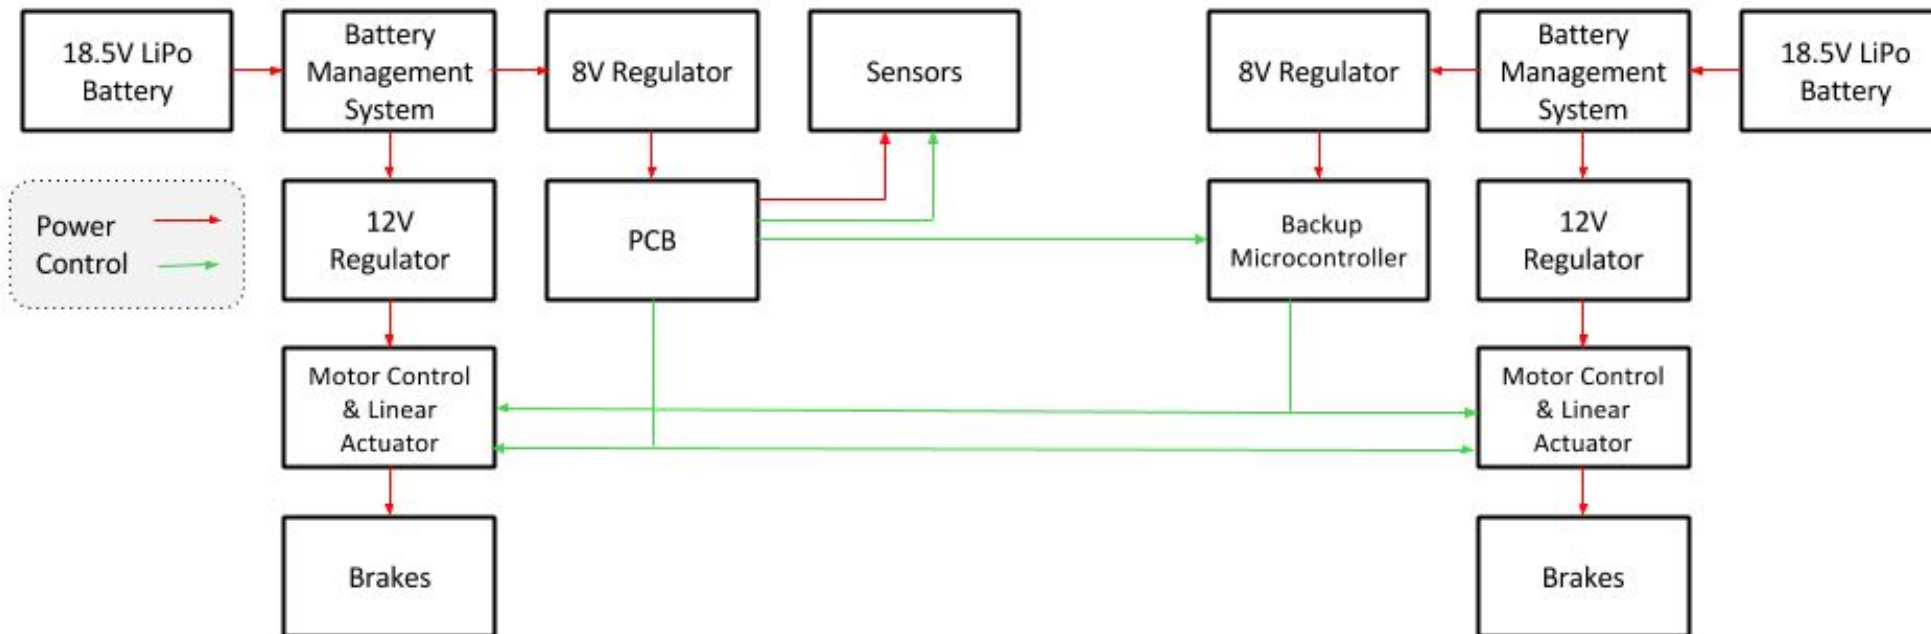 18.5V LiPo
Battery
Battery
Management
System
8V Regulator
Sensors
8V Regulator
Battery
Management
System
18.5V LiPo
Battery
Power
Control
12V
Regulator
PCB
Backup
Microcontroller
12V
Regulator
Motor Control
& Linear
Actuator
Motor Control
& Linear
Actuator
Brakes
Brakes